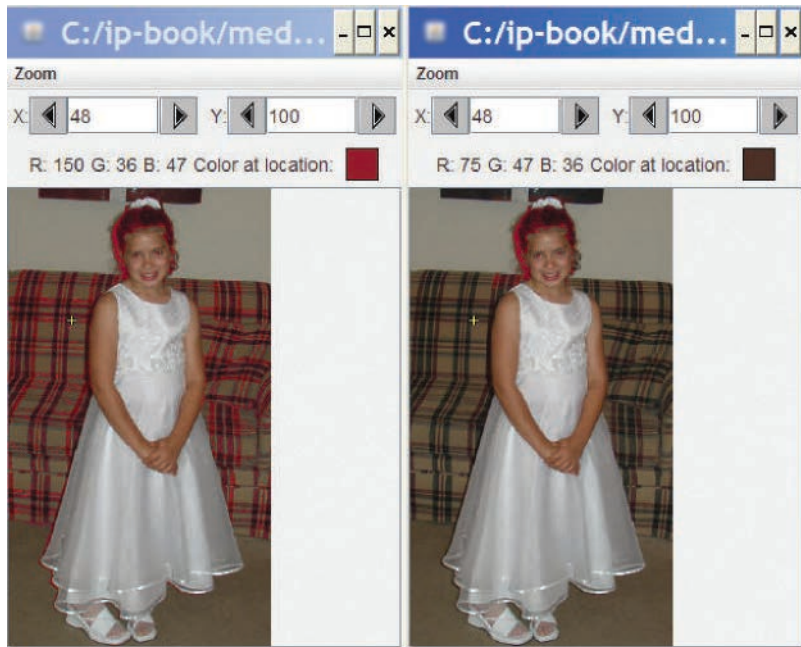 C:/ip-book/med...
Zoom
X: 48 Y: 100
R: 150 G: 36 B: 47 Color at location:
C:/ip-book/med...
Zoom
X: 48 Y: 100
R: 75 G: 47 B: 36 Color at location: